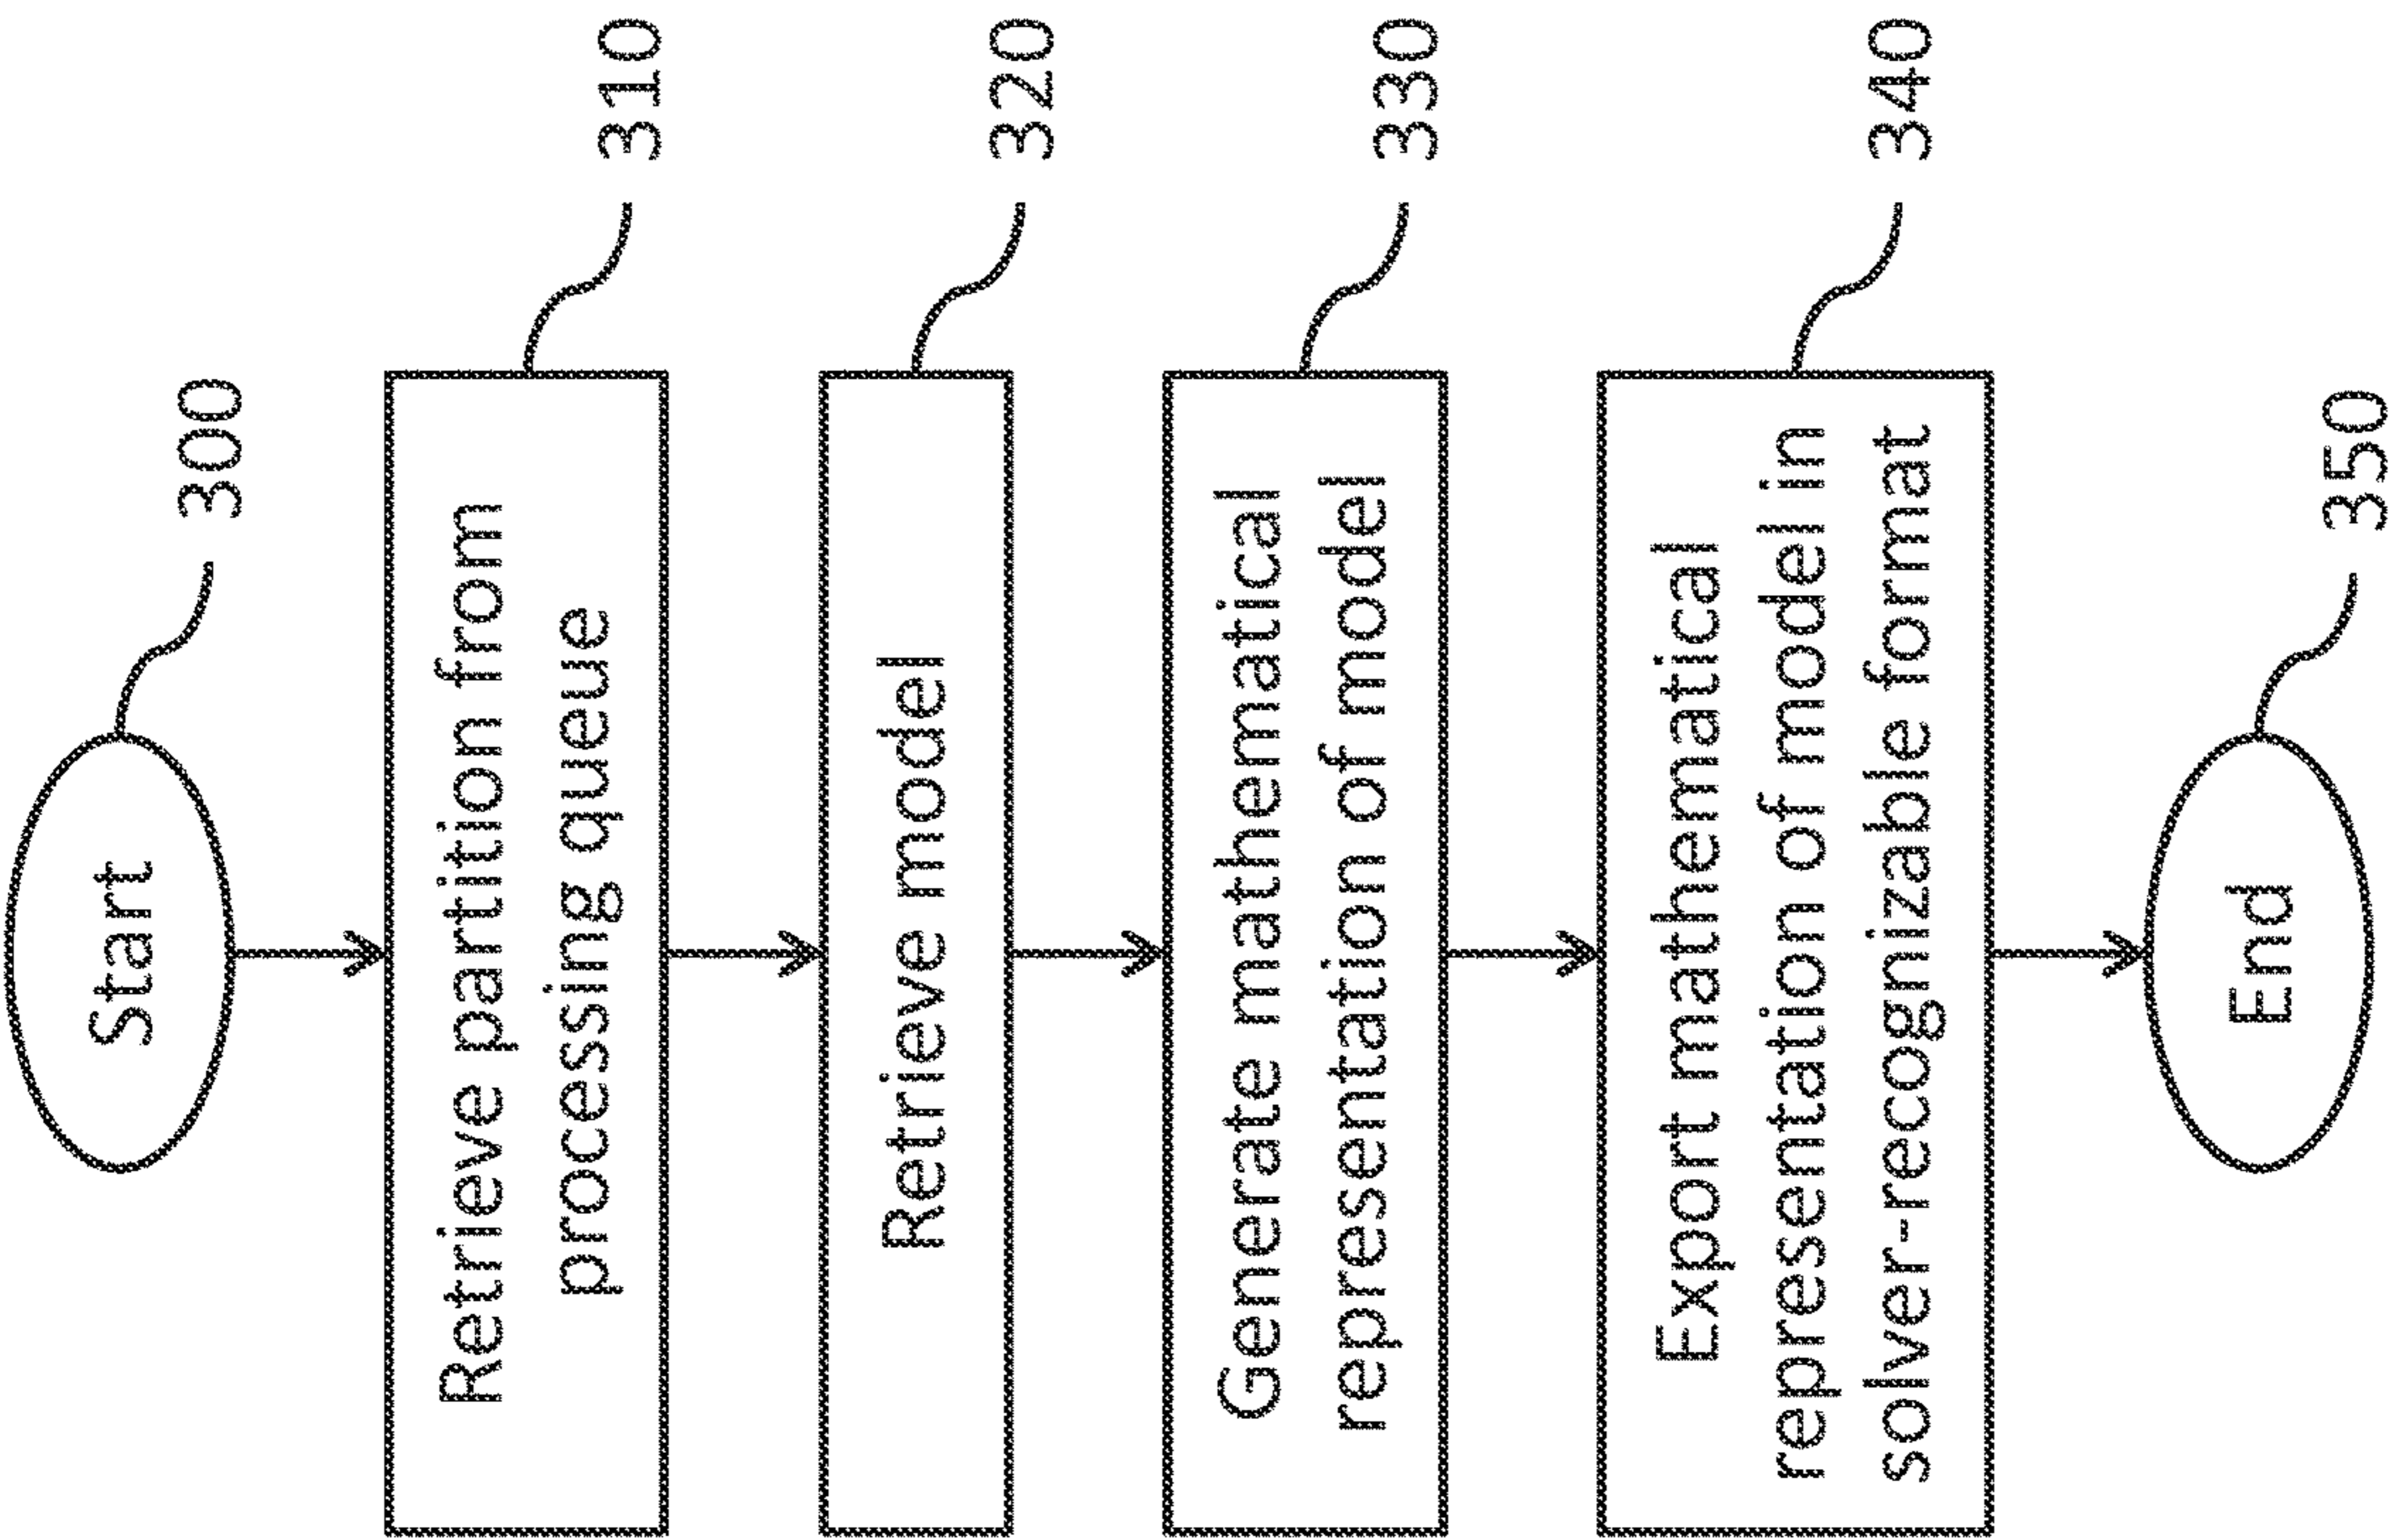 Start
300
Retrieve partition from
processing queue
310
Retrieve model
320
Generate mathematical
representation of model
330
Export mathematical
representation of model in
solver-recognizable format
340
End
350